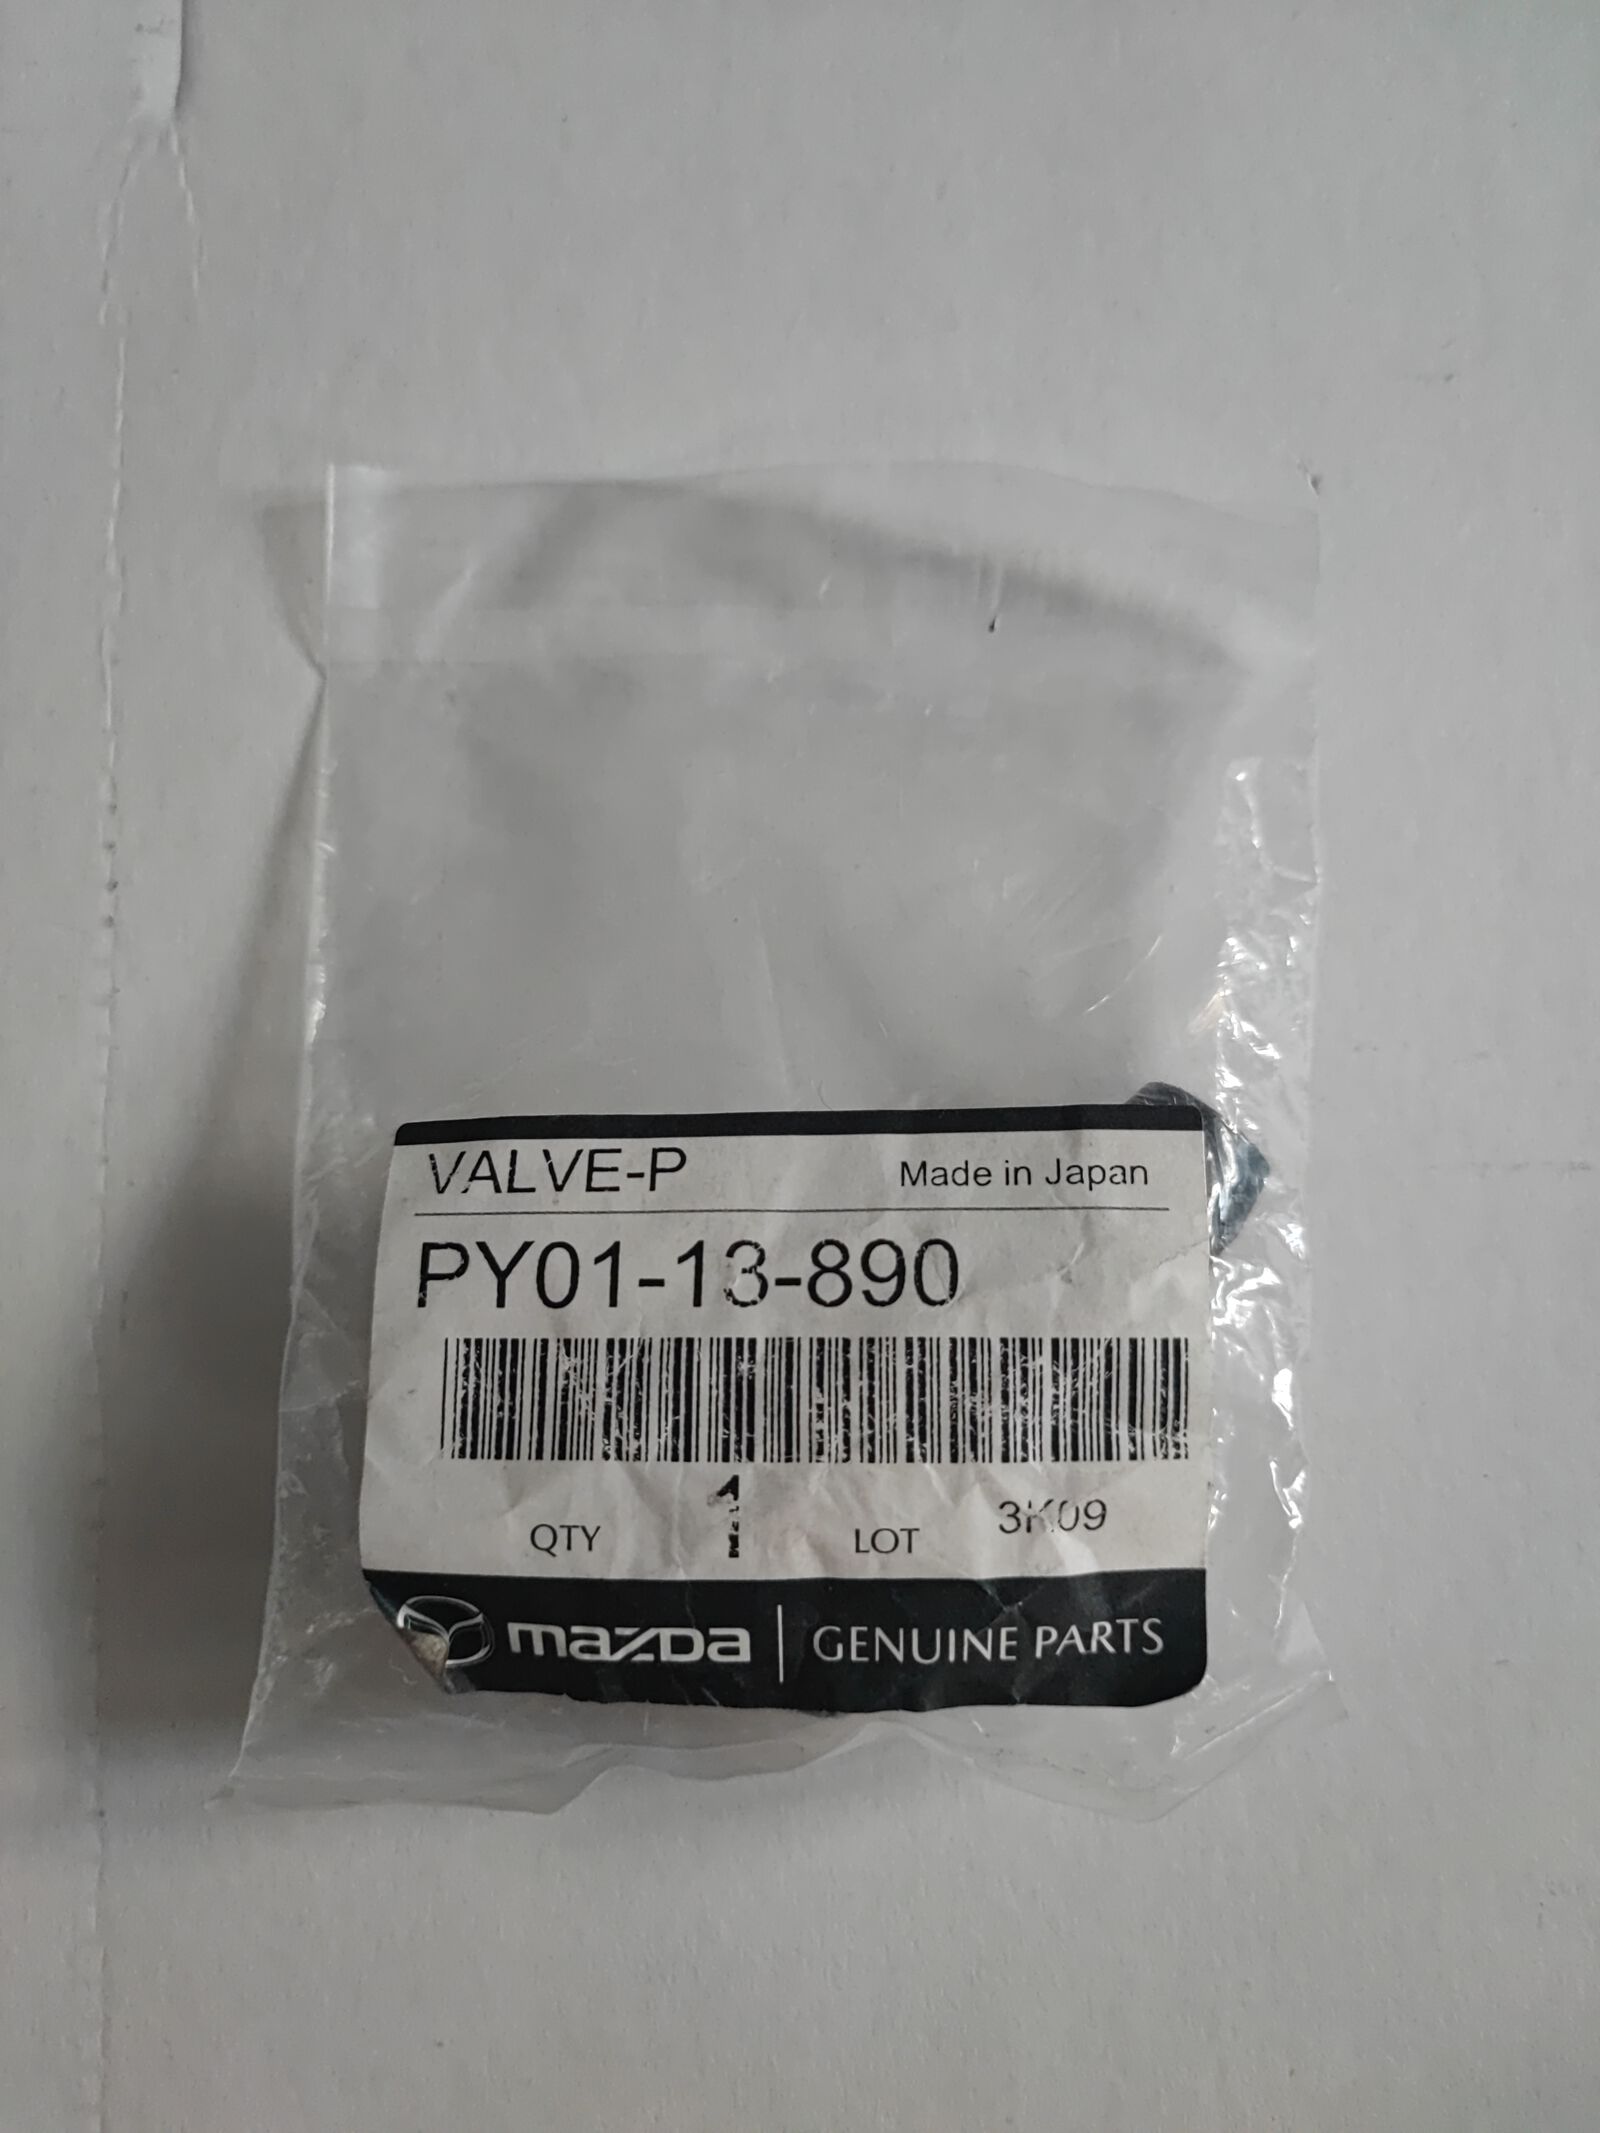 VALVE-P Made in Japan
PY01-13-890
QTY 1 LOT 3K09
mazda GENUINE PARTS